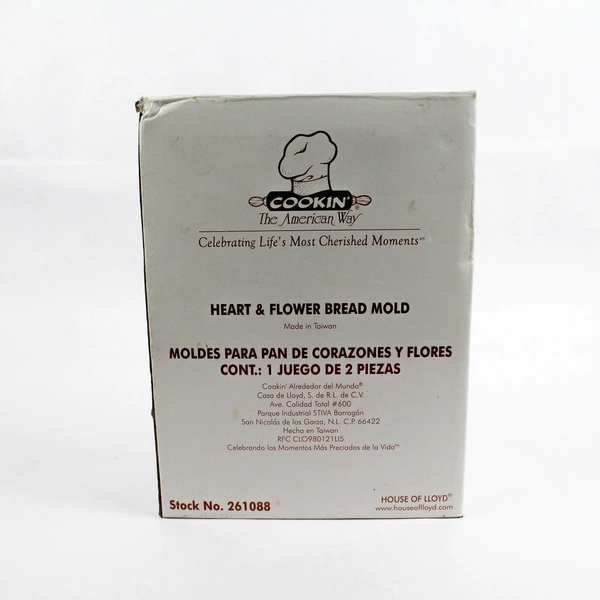 COOKIN'®
The American Way
Celebrating Life's Most Cherished Moments℠
HEART & FLOWER BREAD MOLD
Made in Taiwan
MOLDES PARA PAN DE CORAZONES Y FLORES
CONT.: 1 JUEGO DE 2 PIEZAS
Cookin' Alrededor del Mundo®
Casa de Lloyd, S. de R.L. de C.V.
Ave. Calidad Total #600
Parque Industrial STIVA Barragán
San Nicolás de los Garza, N.L. C.P. 66422
Hecho en Taiwan
RFC CLO980121LI5
Celebrando los Momentos Más Preciados de la Vida™
Stock No. 261088
HOUSE OF LLOYD®
www.houseoflloyd.com